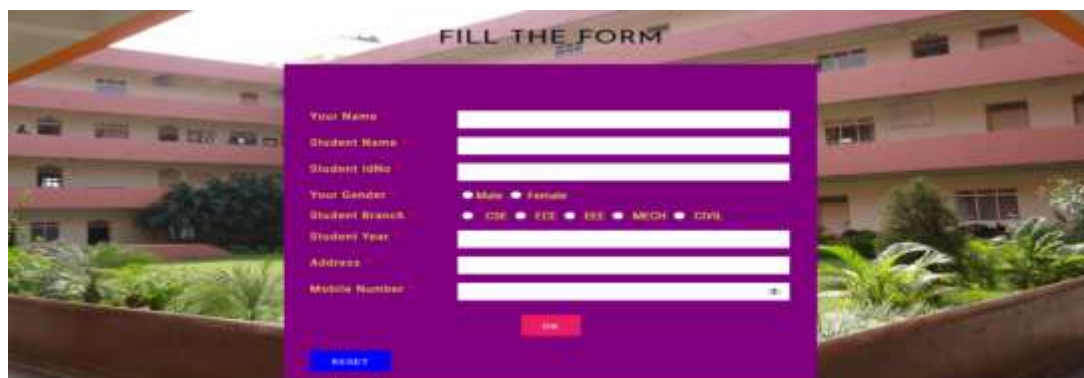 FILL THE FORM
Your Name
Student Name
Student IdNo
Your Gender Male Female
Student Branch CSE ECE EEE MECH CIVIL
Student Year
Address
Mobile Number
RESET